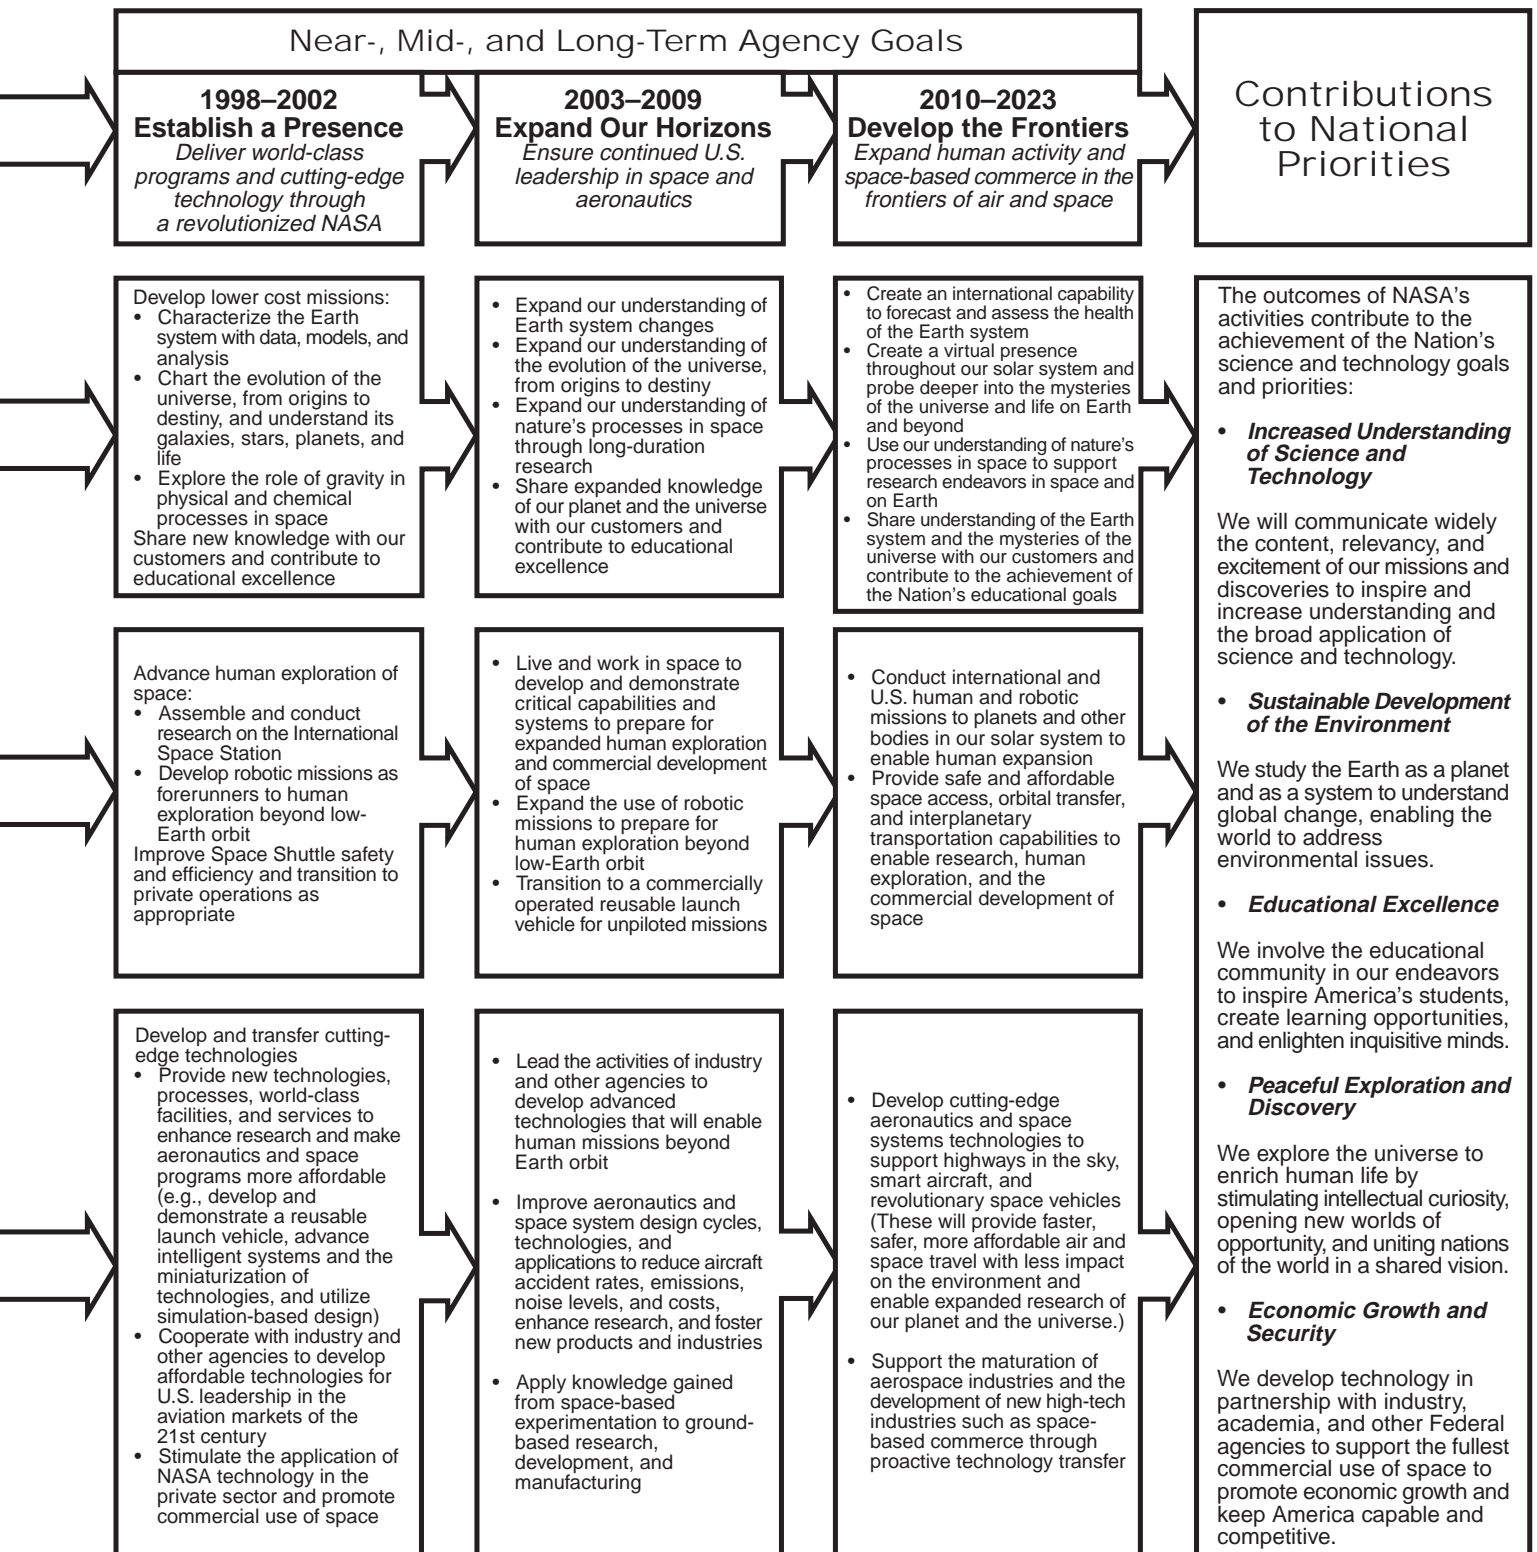 Near-, Mid-, and Long-Term Agency Goals
1998–2002
Establish a Presence
Deliver world-class
programs and cutting-edge
technology through
a revolutionized NASA
2003–2009
Expand Our Horizons
Ensure continued U.S.
leadership in space and
aeronautics
2010–2023
Develop the Frontiers
Expand human activity and
space-based commerce in the
frontiers of air and space
Contributions
to National
Priorities
Develop lower cost missions:
• Characterize the Earth
system with data, models, and
analysis
• Chart the evolution of the
universe, from origins to
destiny, and understand its
galaxies, stars, planets, and
life
• Explore the role of gravity in
physical and chemical
processes in space
Share new knowledge with our
customers and contribute to
educational excellence
• Expand our understanding of
Earth system changes
• Expand our understanding of
the evolution of the universe,
from origins to destiny
• Expand our understanding of
nature's processes in space
through long-duration
research
• Share expanded knowledge
of our planet and the universe
with our customers and
contribute to educational
excellence
• Create an international capability
to forecast and assess the health
of the Earth system
• Create a virtual presence
throughout our solar system and
probe deeper into the mysteries
of the universe and life on Earth
and beyond
• Use our understanding of nature's
processes in space to support
research endeavors in space and
on Earth
• Share understanding of the Earth
system and the mysteries of the
universe with our customers and
contribute to the achievement of
the Nation's educational goals
Advance human exploration of
space:
• Assemble and conduct
research on the International
Space Station
• Develop robotic missions as
forerunners to human
exploration beyond low-
Earth orbit
Improve Space Shuttle safety
and efficiency and transition to
private operations as
appropriate
• Live and work in space to
develop and demonstrate
critical capabilities and
systems to prepare for
expanded human exploration
and commercial development
of space
• Expand the use of robotic
missions to prepare for
human exploration beyond
low-Earth orbit
• Transition to a commercially
operated reusable launch
vehicle for unpiloted missions
• Conduct international and
U.S. human and robotic
missions to planets and other
bodies in our solar system to
enable human expansion
• Provide safe and affordable
space access, orbital transfer,
and interplanetary
transportation capabilities to
enable research, human
exploration, and the
commercial development of
space
Develop and transfer cutting-
edge technologies
• Provide new technologies,
processes, world-class
facilities, and services to
enhance research and make
aeronautics and space
programs more affordable
(e.g., develop and
demonstrate a reusable
launch vehicle, advance
intelligent systems and the
miniaturization of
technologies, and utilize
simulation-based design)
• Cooperate with industry and
other agencies to develop
affordable technologies for
U.S. leadership in the
aviation markets of the
21st century
• Stimulate the application of
NASA technology in the
private sector and promote
commercial use of space
• Lead the activities of industry
and other agencies to
develop advanced
technologies that will enable
human missions beyond
Earth orbit
• Improve aeronautics and
space system design cycles,
technologies, and
applications to reduce aircraft
accident rates, emissions,
noise levels, and costs,
enhance research, and foster
new products and industries
• Apply knowledge gained
from space-based
experimentation to ground-
based research,
development, and
manufacturing
• Develop cutting-edge
aeronautics and space
systems technologies to
support highways in the sky,
smart aircraft, and
revolutionary space vehicles
(These will provide faster,
safer, more affordable air and
space travel with less impact
on the environment and
enable expanded research of
our planet and the universe.)
• Support the maturation of
aerospace industries and the
development of new high-tech
industries such as space-
based commerce through
proactive technology transfer
The outcomes of NASA's
activities contribute to the
achievement of the Nation's
science and technology goals
and priorities:
• Increased Understanding
of Science and
Technology
We will communicate widely
the content, relevancy, and
excitement of our missions and
discoveries to inspire and
increase understanding and
the broad application of
science and technology.
• Sustainable Development
of the Environment
We study the Earth as a planet
and as a system to understand
global change, enabling the
world to address
environmental issues.
• Educational Excellence
We involve the educational
community in our endeavors
to inspire America's students,
create learning opportunities,
and enlighten inquisitive minds.
• Peaceful Exploration and
Discovery
We explore the universe to
enrich human life by
stimulating intellectual curiosity,
opening new worlds of
opportunity, and uniting nations
of the world in a shared vision.
• Economic Growth and
Security
We develop technology in
partnership with industry,
academia, and other Federal
agencies to support the fullest
commercial use of space to
promote economic growth and
keep America capable and
competitive.